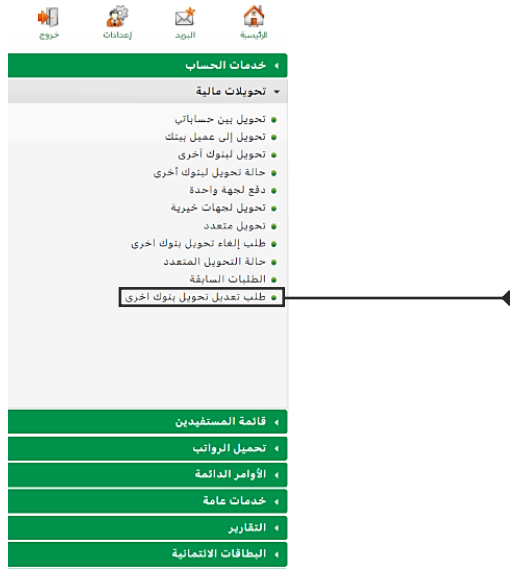 الرئيسية
البريد
إعدادات
خروج
خدمات الحساب
تحويلات مالية
تحويل بين حساباتي
تحويل إلى عميل بيتك
تحويل لبنوك أخرى
حالة تحويل لبنوك أخرى
دفع لجهة واحدة
تحويل لجهات خيرية
تحويل متعدد
طلب إلغاء تحويل بنوك اخرى
حالة التحويل المتعدد
الطلبات السابقة
طلب تعديل تحويل بنوك اخرى
قائمة المستفيدين
تحميل الرواتب
الأوامر الدائمة
خدمات عامة
التقارير
البطاقات الائتمانية